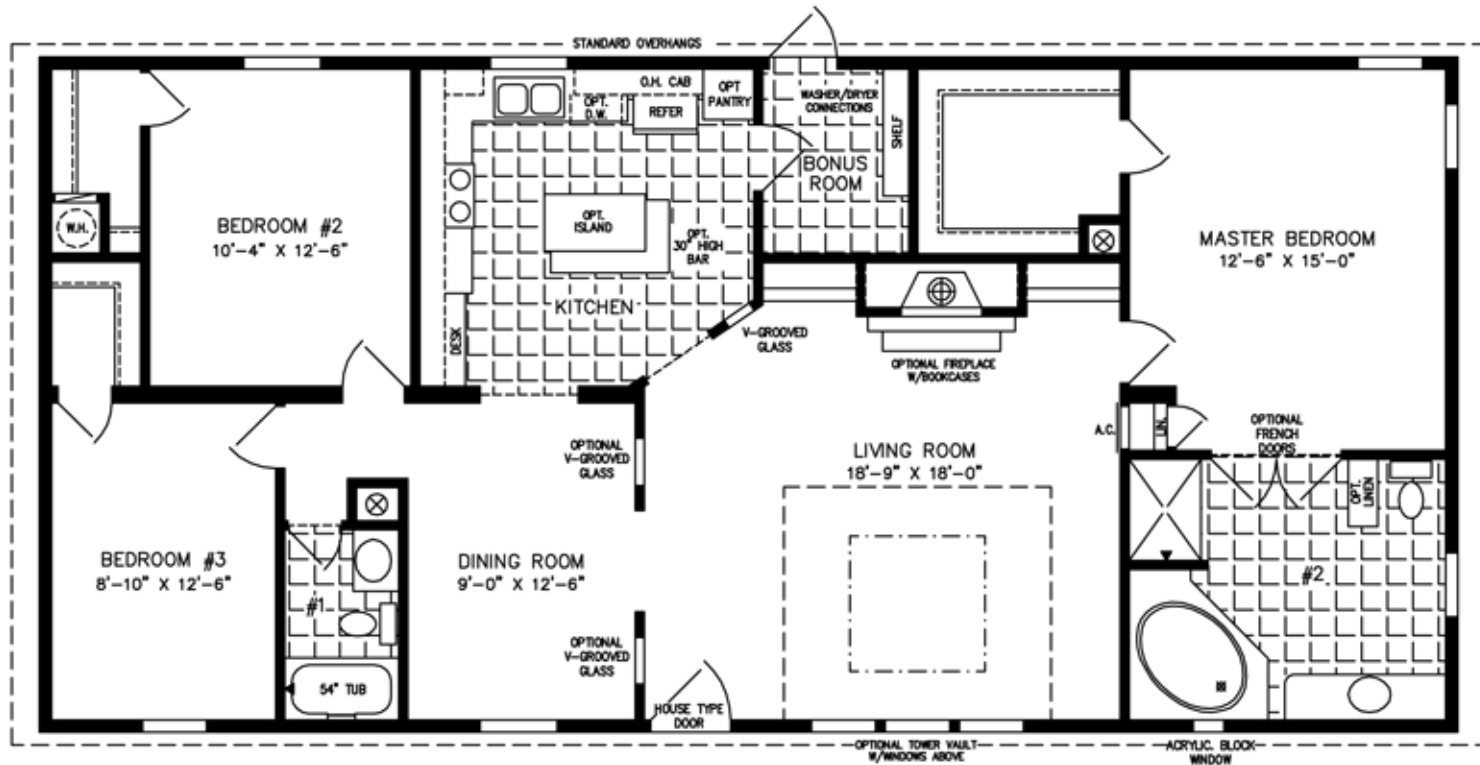 STANDARD OVERHANGS
O.H. CAB
OPT
PANTRY
OPT.
D.W.
REFER
WASHER/DRYER
CONNECTIONS
SHELF
BONUS
ROOM
W.H.
BEDROOM #2
10'-4" X 12'-6"
OPT.
ISLAND
OPT.
30" HIGH
BAR
KITCHEN
DESK
V-GROOVED
GLASS
OPTIONAL FIREPLACE
W/BOOKCASES
MASTER BEDROOM
12'-6" X 15'-0"
A.C.
LIN.
OPTIONAL
FRENCH
DOORS
OPTIONAL
V-GROOVED
GLASS
LIVING ROOM
18'-9" X 18'-0"
OPT.
LINEN
BEDROOM #3
8'-10" X 12'-6"
#1
DINING ROOM
9'-0" X 12'-6"
#2
OPTIONAL
V-GROOVED
GLASS
54" TUB
HOUSE TYPE
DOOR
OPTIONAL TOWER VAULT
W/WINDOWS ABOVE
ACRYLIC. BLOCK
WINDOW